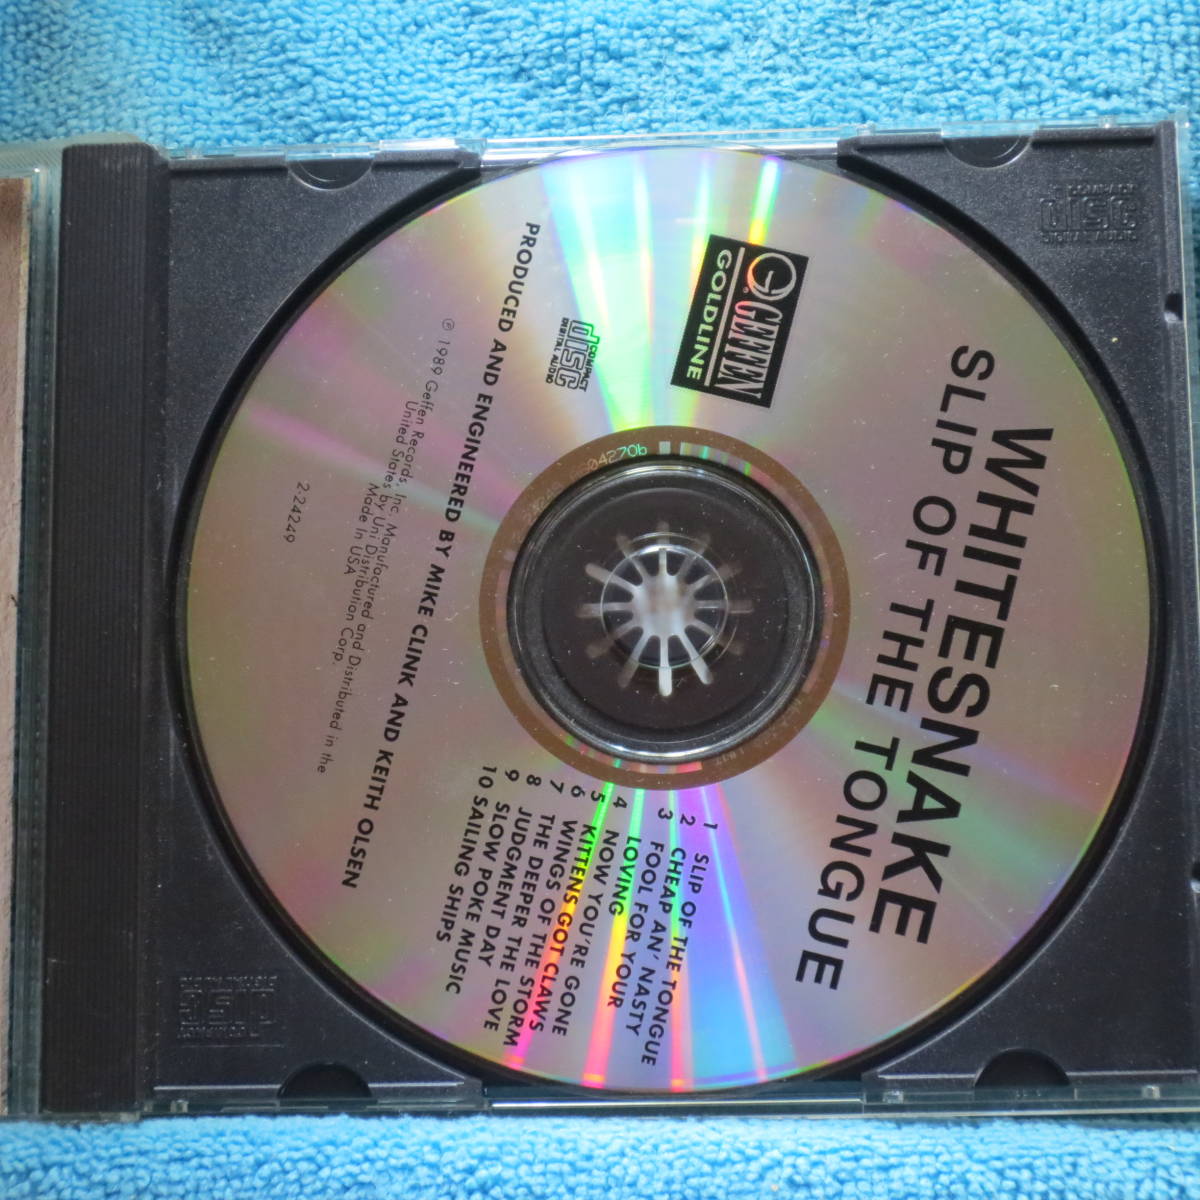 WHITESNAKE
SLIP OF THE TONGUE
GEFFEN
GOLDLINE
COMPACT
disc
DIGITAL AUDIO
1 SLIP OF THE TONGUE
2 CHEAP AN' NASTY
3 FOOL FOR YOUR
LOVING
4 NOW YOU'RE GONE
5 KITTENS GOT CLAWS
6 WINGS OF THE STORM
7 THE DEEPER THE LOVE
8 JUDGMENT DAY
9 SLOW POKE MUSIC
10 SAILING SHIPS
PRODUCED AND ENGINEERED BY MIKE CLINK AND KEITH OLSEN
℗ 1989 Geffen Records, Inc. Manufactured and Distributed in the
United States by Uni Distribution Corp.
Made In USA
2-24249
COMPACT
disc
DIGITAL AUDIO